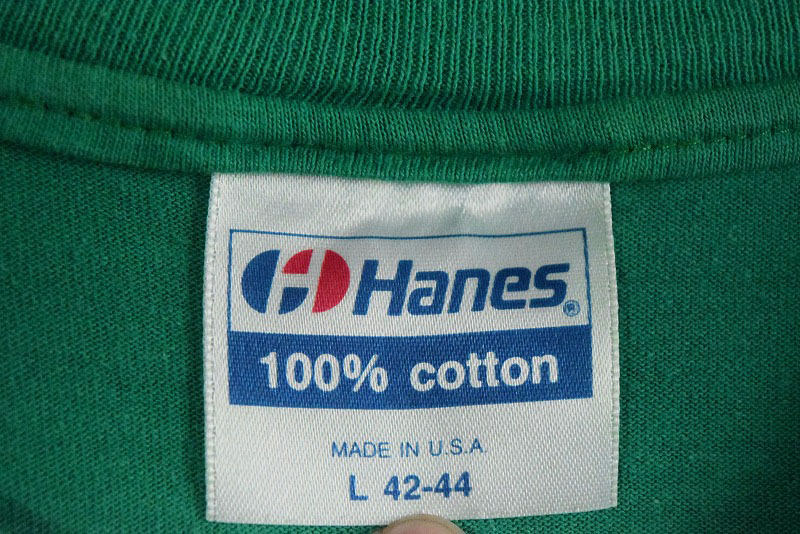 Hanes®
100% cotton
MADE IN U.S.A.
L 42-44